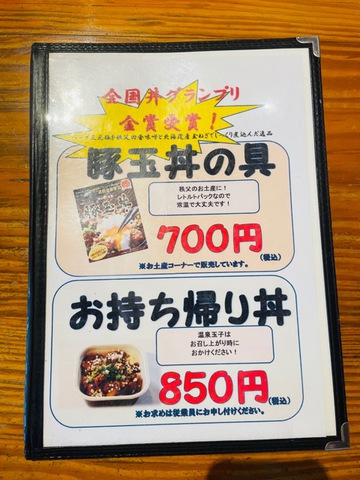 全国丼グランプリ
金賞受賞！
豚玉丼の具
秩父のお土産に！
レトルトパックなので
常温で大丈夫です！
700円
(税込)
※お土産コーナーで販売しています。
お持ち帰り丼
温泉玉子は
お召し上がり時に
おかけください！
850円
(税込)
※お求めは従業員にお申し付けください。